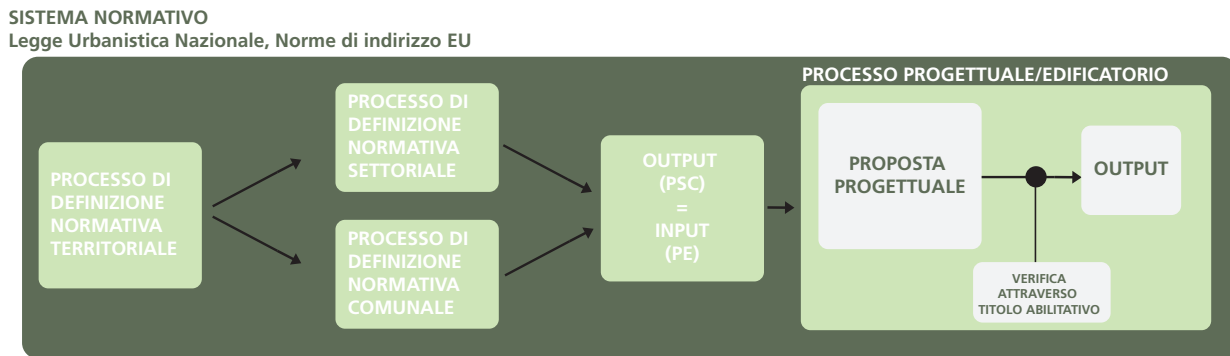 SISTEMA NORMATIVO
Legge Urbanistica Nazionale, Norme di indirizzo EU
PROCESSO DI
DEFINIZIONE
NORMATIVA
TERRITORIALE
PROCESSO DI
DEFINIZIONE
NORMATIVA
SETTORIALE
PROCESSO DI
DEFINIZIONE
NORMATIVA
COMUNALE
OUTPUT
(PSC)
=
INPUT
(PE)
PROCESSO PROGETTUALE/EDIFICATORIO
PROPOSTA
PROGETTUALE
OUTPUT
VERIFICA
ATTRAVERSO
TITOLO ABILITATIVO